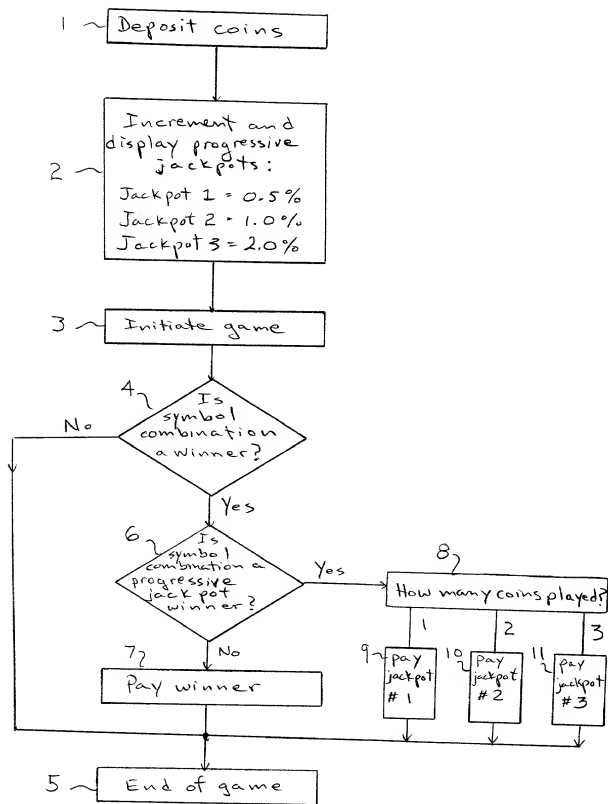 1
Deposit coins
2
Increment and
display progressive
jackpots:
Jackpot 1 = 0.5%
Jackpot 2 = 1.0%
Jackpot 3 = 2.0%
3
Initiate game
4
Is
symbol
combination
a winner?
No
Yes
6
Is
symbol
combination a
progressive
jackpot
winner?
Yes
No
8
How many coins played?
1
2
3
9
pay
jackpot
# 1
10
pay
jackpot
# 2
11
pay
jackpot
# 3
7
Pay winner
5
End of game